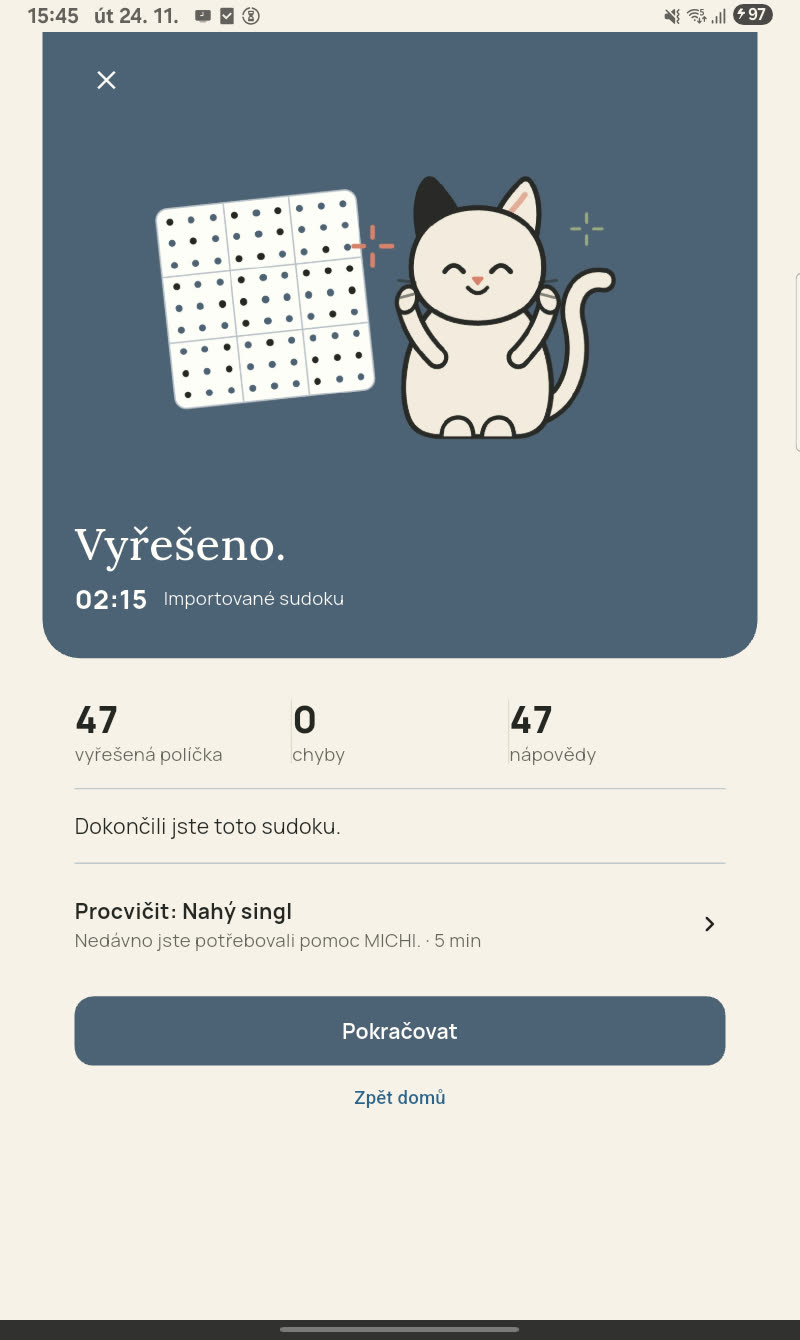 15:45 út 24. 11.
97
Vyřešeno.
02:15 Importované sudoku
47 0 47
vyřešená políčka chyby nápovědy
Dokončili jste toto sudoku.
Procvičit: Nahý singl
Nedávno jste potřebovali pomoc MICHI. · 5 min
Pokračovat
Zpět domů